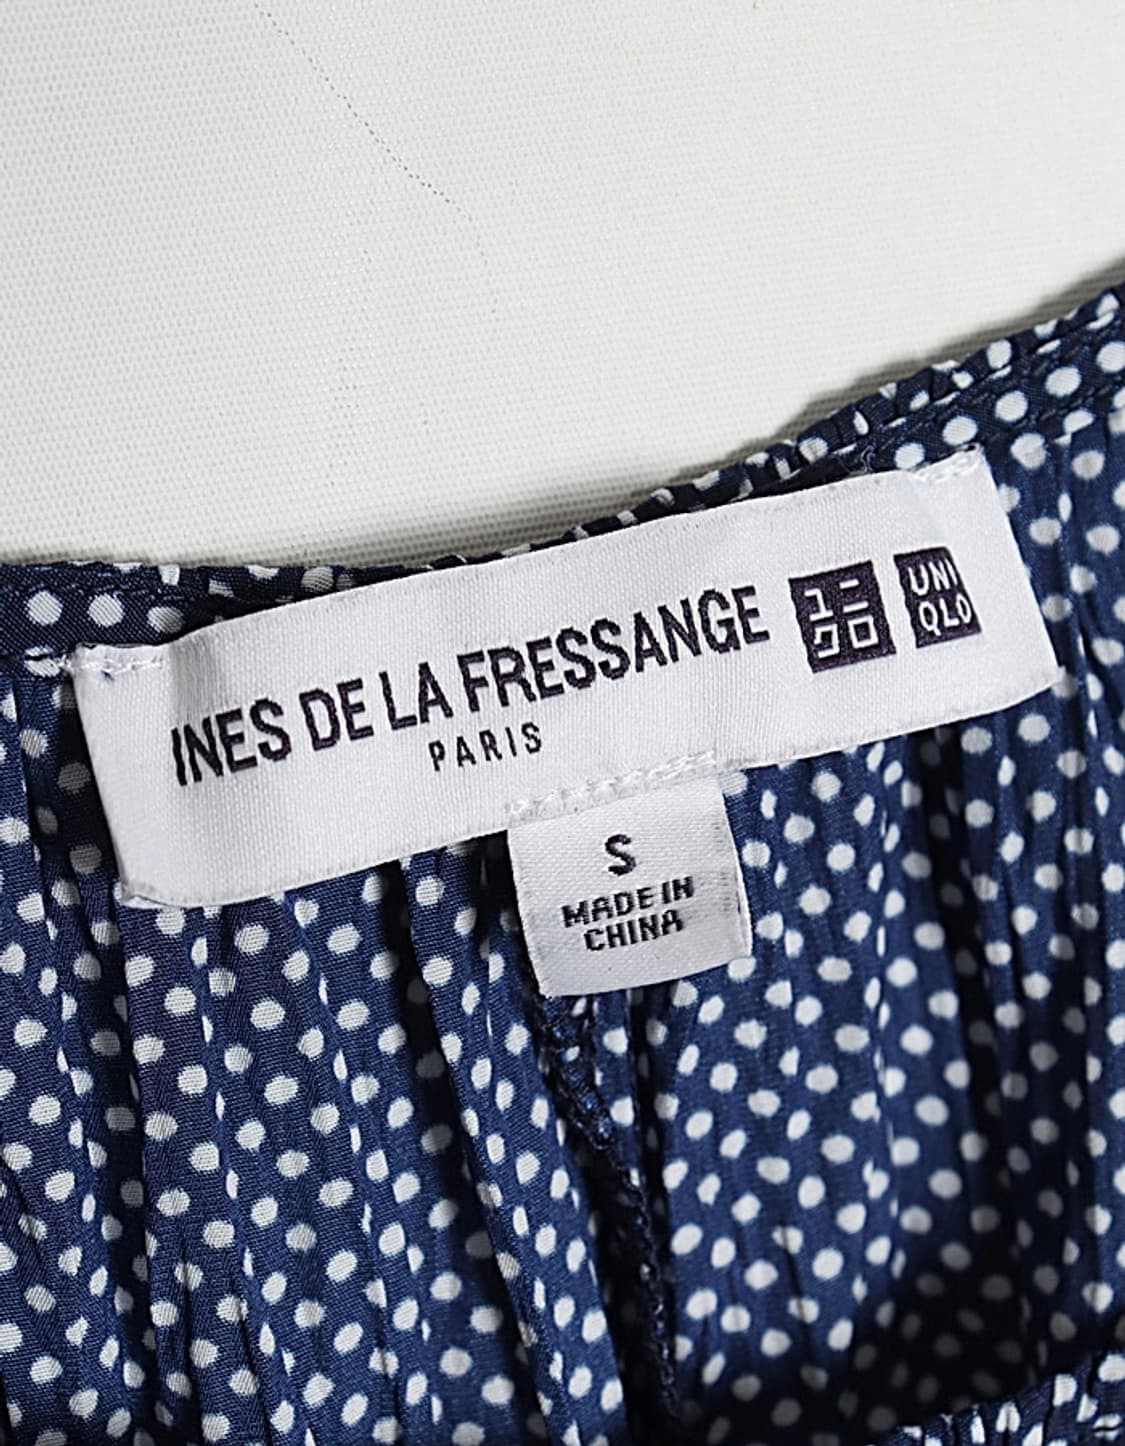 INES DE LA FRESSANGE
PARIS
ユニ
クロ
UNI
QLO
S
MADE IN
CHINA